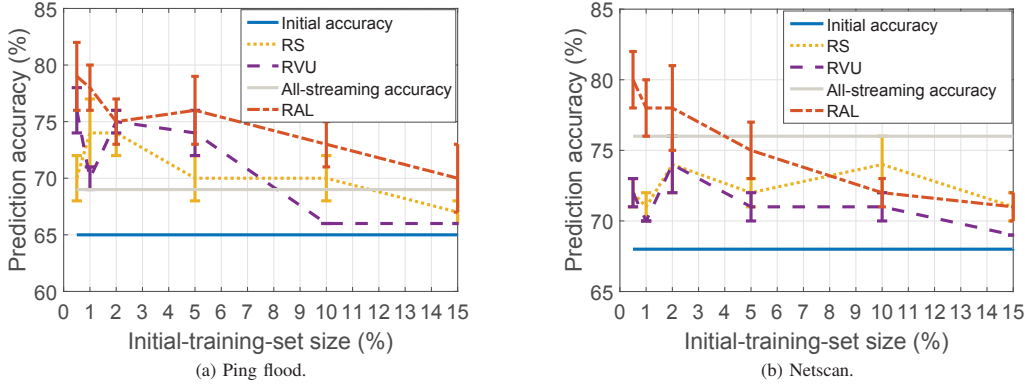 85
80
75
70
65
60
Prediction accuracy (%)
Initial accuracy
RS
RVU
All-streaming accuracy
RAL
0 1 2 3 4 5 6 7 8 9 10 11 12 13 14 15
Initial-training-set size (%)
(a) Ping flood.
85
80
75
70
65
Prediction accuracy (%)
Initial accuracy
RS
RVU
All-streaming accuracy
RAL
0 1 2 3 4 5 6 7 8 9 10 11 12 13 14 15
Initial-training-set size (%)
(b) Netscan.